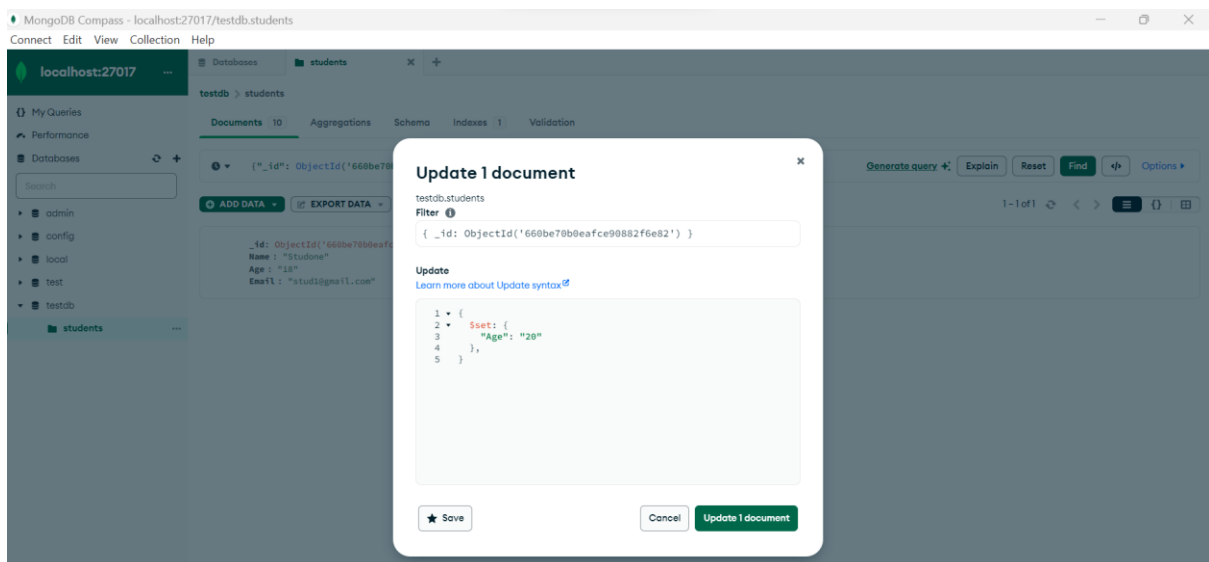 MongoDB Compass - localhost:27017/testdb.students
Connect Edit View Collection Help
localhost:27017 ...
Databases students
testdb > students
{} My Queries
Performance
Databases
Search
admin
config
local
test
testdb
students ...
Documents 10 Aggregations Schema Indexes 1 Validation
{"_id": ObjectId('660be70b
Generate query Explain Reset Find </> Options
ADD DATA EXPORT DATA
1-1 of 1
_id: ObjectId('660be70b0eafc
Name : "Studone"
Age : "18"
Email : "stud1@gmail.com"
Update 1 document
testdb.students
Filter
{ _id: ObjectId('660be70b0eafce90882f6e82') }
Update
Learn more about Update syntax
1 {
2 $set: {
3 "Age": "20"
4 },
5 }
Save Cancel Update 1 document